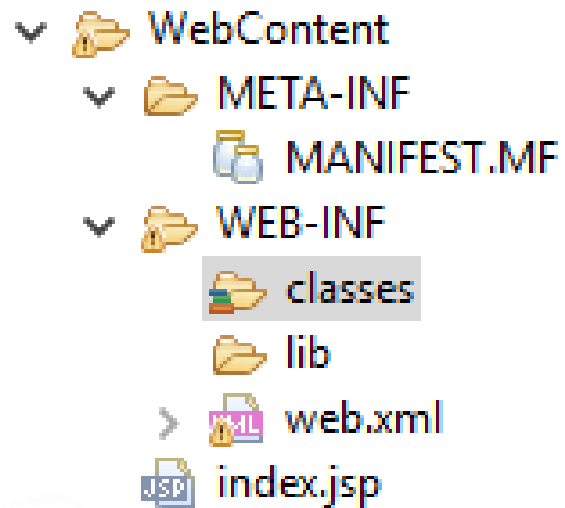 WebContent
META-INF
MANIFEST.MF
WEB-INF
classes
lib
web.xml
index.jsp